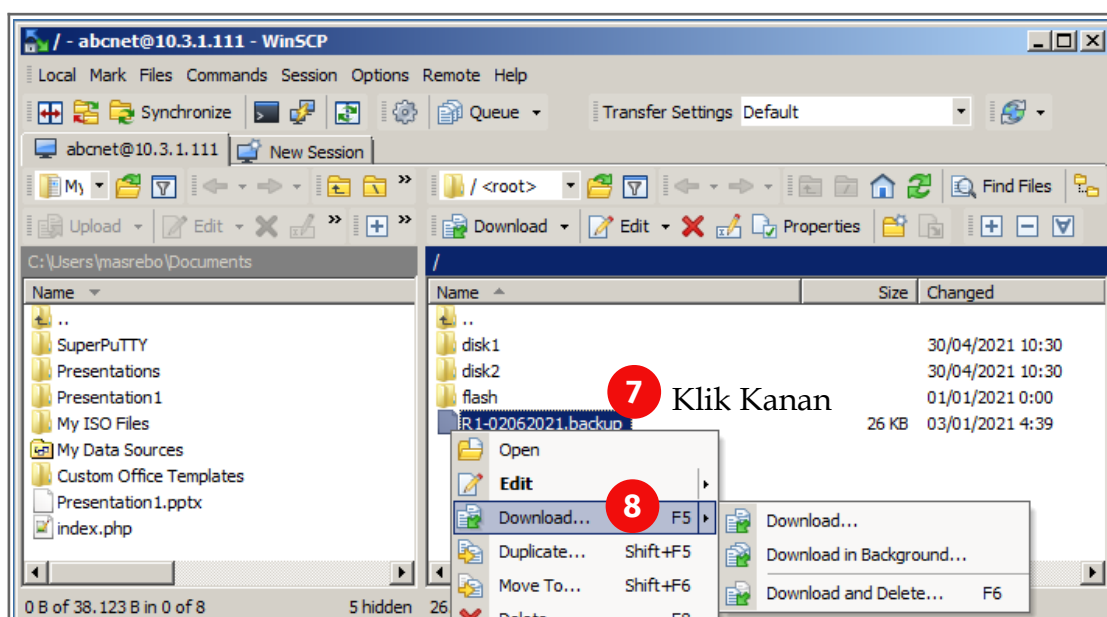 / - abcnet@10.3.1.111 - WinSCP
Local Mark Files Commands Session Options Remote Help
Synchronize Queue Transfer Settings Default
abcnet@10.3.1.111 New Session
/ <root> Find Files
Upload Edit Download Edit Properties
C:\Users\masrebo\Documents /
Name Name Size Changed
.. ..
SuperPuTTY disk1 30/04/2021 10:30
Presentations disk2 30/04/2021 10:30
Presentation1 flash 01/01/2021 0:00
7 Klik Kanan
My ISO Files R1-02062021.backup 26 KB 03/01/2021 4:39
My Data Sources Open
Custom Office Templates Edit
Presentation1.pptx
8
index.php Download... F5 Download...
Duplicate... Shift+F5 Download in Background...
Move To... Shift+F6 Download and Delete... F6
0 B of 38.123 B in 0 of 8 5 hidden 26